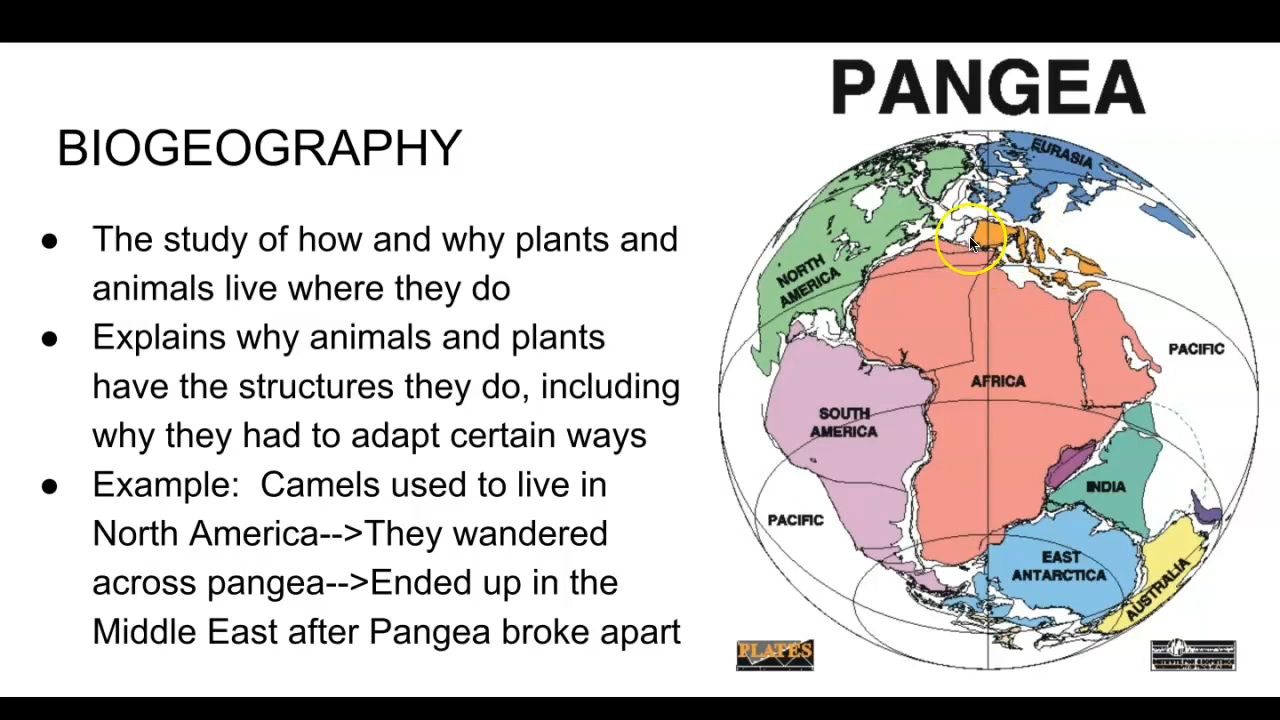 PANGEA
BIOGEOGRAPHY
● The study of how and why plants and
animals live where they do
● Explains why animals and plants
have the structures they do, including
why they had to adapt certain ways
● Example: Camels used to live in
North America-->They wandered
across pangea-->Ended up in the
Middle East after Pangea broke apart
EURASIA
NORTH
AMERICA
PACIFIC
AFRICA
SOUTH
AMERICA
INDIA
PACIFIC
EAST
ANTARCTICA
AUSTRALIA
PLATES
INSTITUTE FOR GEOPHYSICS